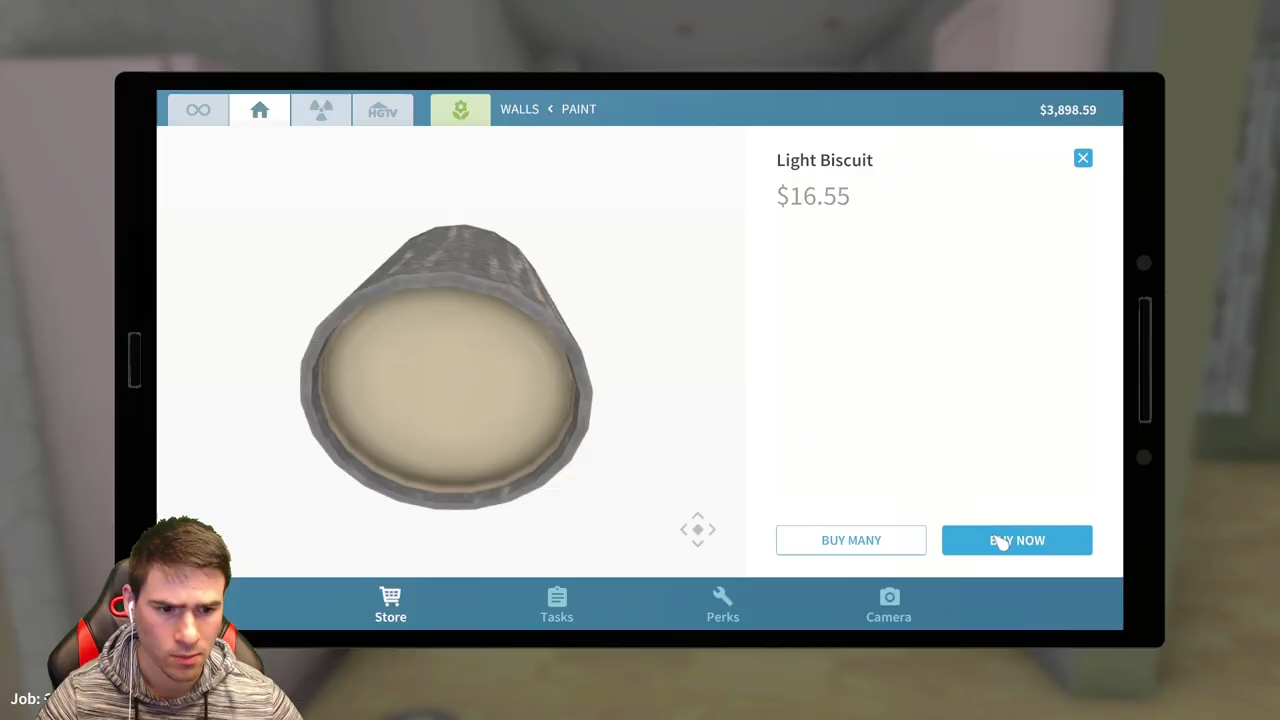 HGTV
WALLS < PAINT
$3,898.59
Light Biscuit
$16.55
BUY MANY
BUY NOW
Store
Tasks
Perks
Camera
Job: